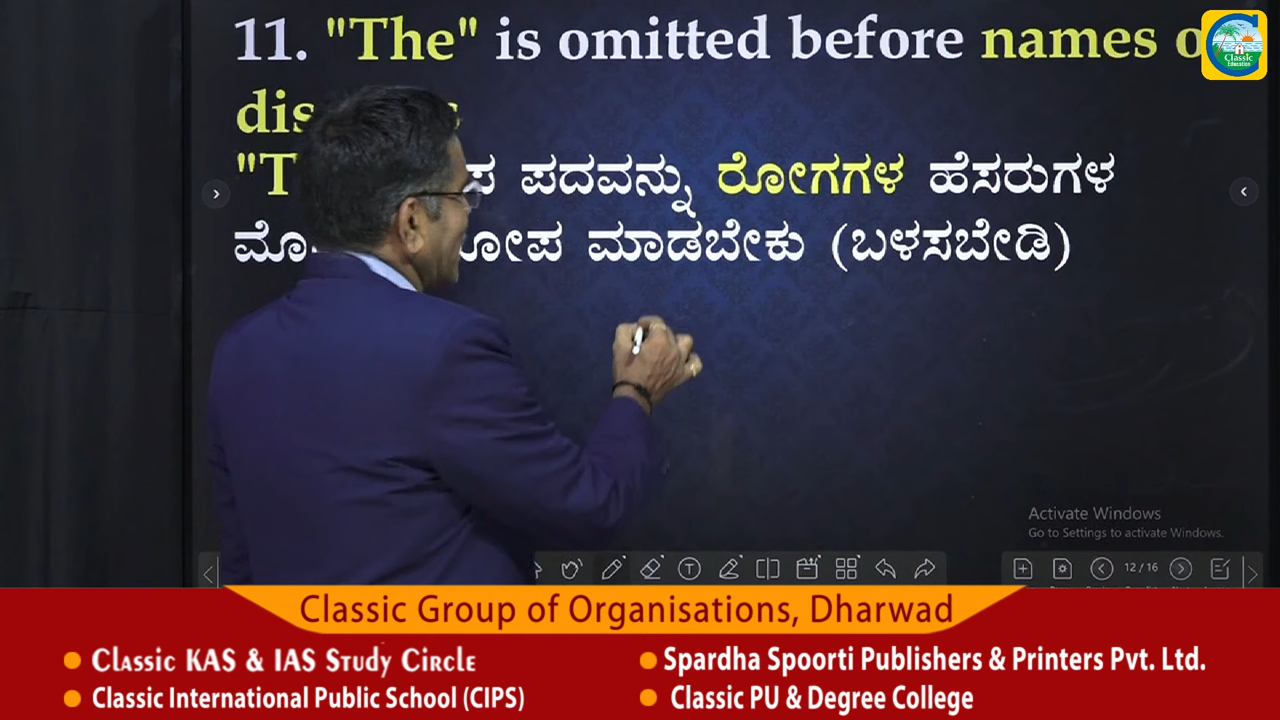 11. "The" is omitted before names
"T ಪದವನ್ನು ರೋಗಗಳ ಹೆಸರುಗಳ
ಮಾಡಬೇಕು (ಬಳಸಬೇಡಿ)
Classic
Education
Activate Windows
Go to Settings to activate Windows.
12 / 16
Classic Group of Organisations, Dharwad
Classic KAS & IAS Study Circle
Spardha Spoorti Publishers & Printers Pvt. Ltd.
Classic International Public School (CIPS)
Classic PU & Degree College